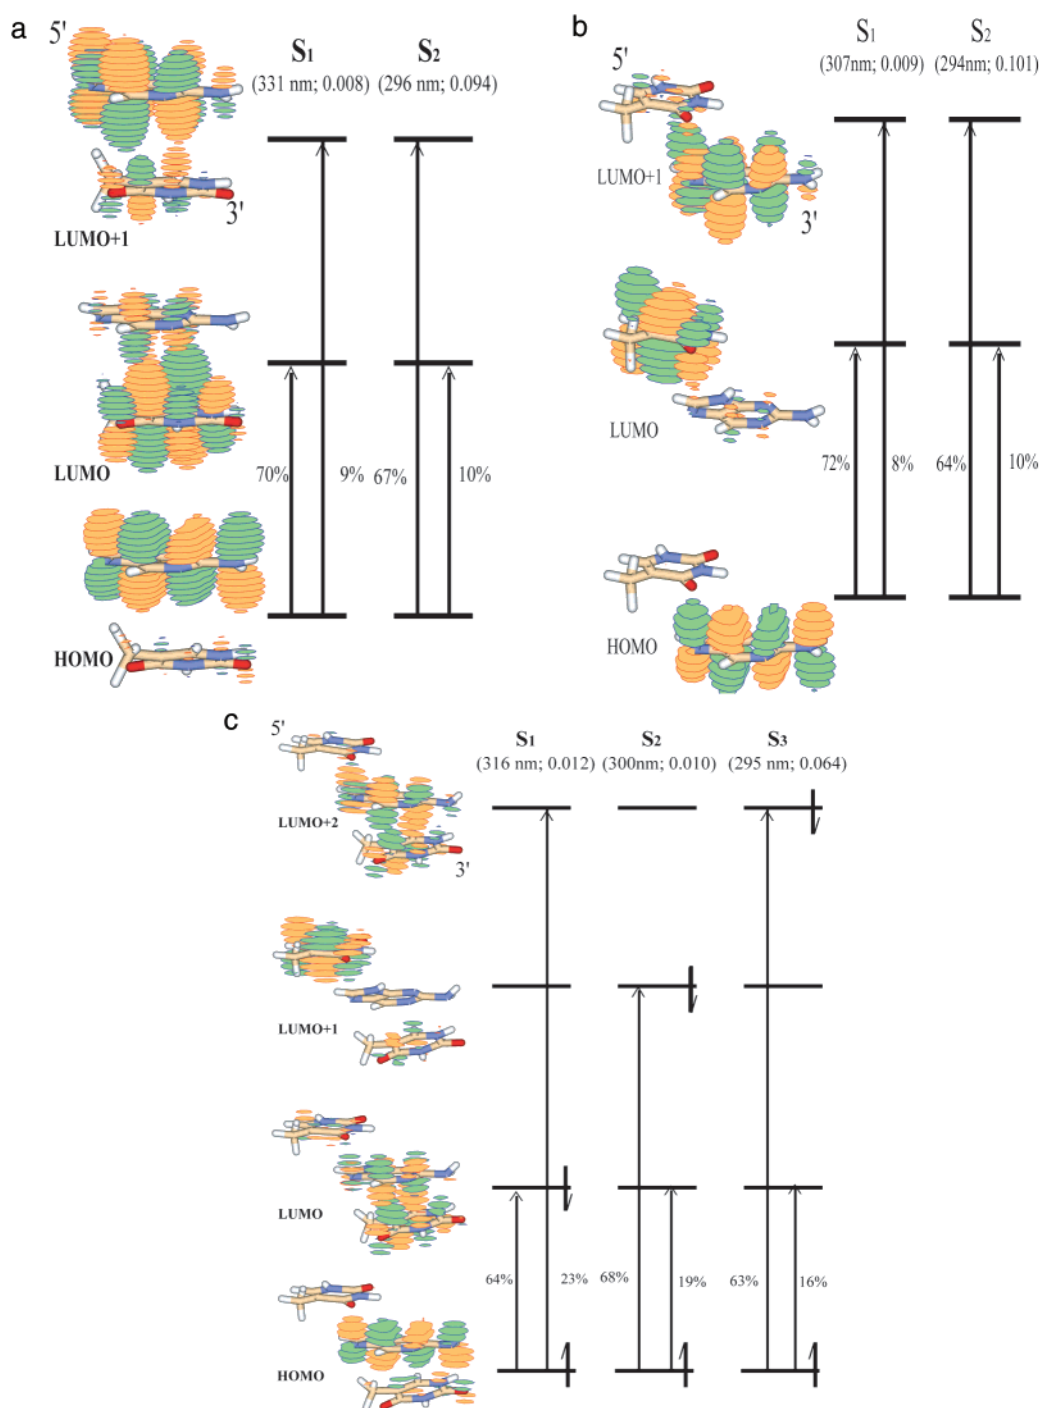 a
5'
S1
S2
(331 nm; 0.008) (296 nm; 0.094)
3'
LUMO+1
LUMO
70%
9%
67%
10%
HOMO
b
S1
S2
(307nm; 0.009) (294nm; 0.101)
5'
LUMO+1
3'
LUMO
72%
8%
64%
10%
HOMO
c
5'
S1
S2
S3
(316 nm; 0.012) (300nm; 0.010) (295 nm; 0.064)
LUMO+2
3'
LUMO+1
LUMO
64%
23%
68%
19%
63%
16%
HOMO